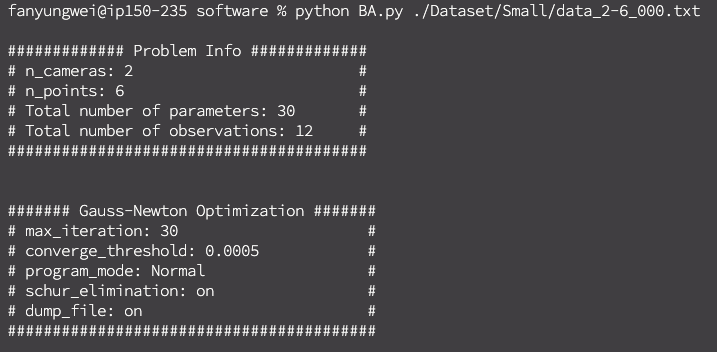 fanyungwei@ip150-235 software % python BA.py ./Dataset/Small/data_2-6_000.txt
############# Problem Info #############
# n_cameras: 2                         #
# n_points: 6                          #
# Total number of parameters: 30       #
# Total number of observations: 12     #
########################################
####### Gauss-Newton Optimization #######
# max_iteration: 30                     #
# converge_threshold: 0.0005            #
# program_mode: Normal                  #
# schur_elimination: on                 #
# dump_file: on                         #
#########################################